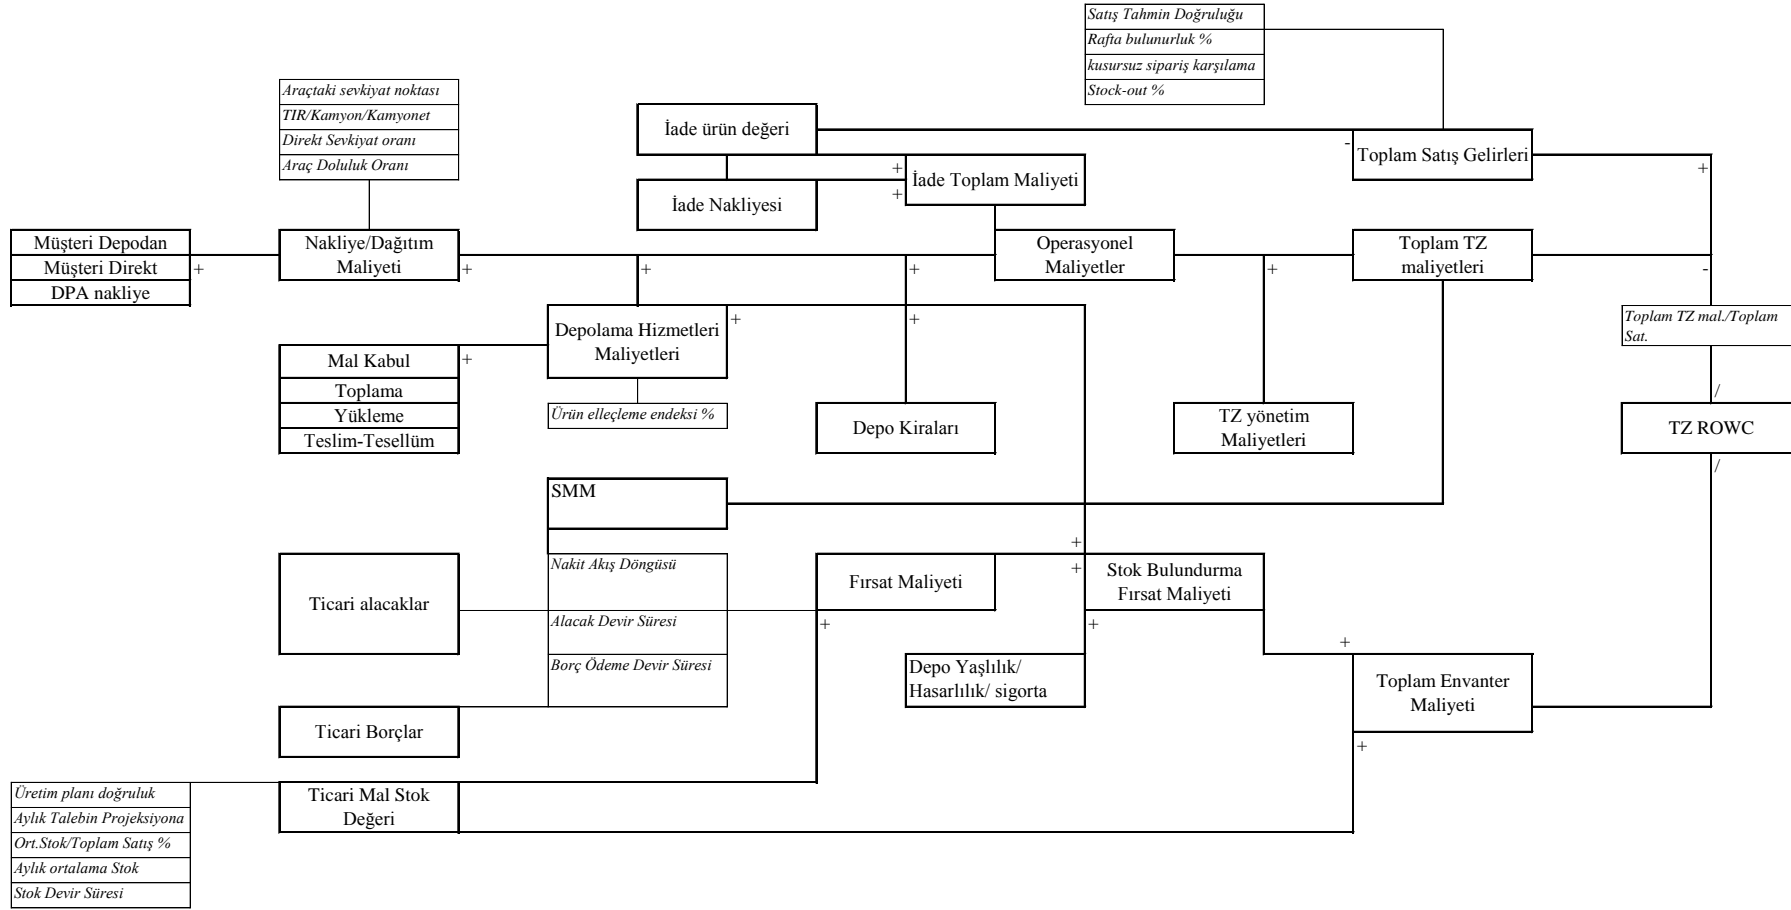 Satış Tahmin Doğruluğu
Rafta bulunurluk %
kusursuz sipariş karşılama
Stock-out %
Araçtaki sevkiyat noktası
TIR/Kamyon/Kamyonet
Direkt Sevkiyat oranı
Araç Doluluk Oranı
İade ürün değeri
-
Toplam Satış Gelirleri
+
+
İade Toplam Maliyeti
+
İade Nakliyesi
Müşteri Depodan
Müşteri Direkt
DPA nakliye
+
Nakliye/Dağıtım
Maliyeti
+
+
+
Operasyonel
Maliyetler
+
Toplam TZ
maliyetleri
-
Depolama Hizmetleri
Maliyetleri
+
+
Toplam TZ mal./Toplam
Sat.
Mal Kabul
+
Toplama
Yükleme
Teslim-Tesellüm
Ürün elleçleme endeksi %
Depo Kiraları
TZ yönetim
Maliyetleri
/
TZ ROWC
/
SMM
+
Ticari alacaklar
Nakit Akış Döngüsü
Alacak Devir Süresi
Borç Ödeme Devir Süresi
Fırsat Maliyeti
+
+
Stok Bulundurma
Fırsat Maliyeti
+
+
Depo Yaşlılık/
Hasarlılık/ sigorta
Toplam Envanter
Maliyeti
+
Ticari Borçlar
Ticari Mal Stok
Değeri
Üretim planı doğruluk
Aylık Talebin Projeksiyona
Ort.Stok/Toplam Satış %
Aylık ortalama Stok
Stok Devir Süresi